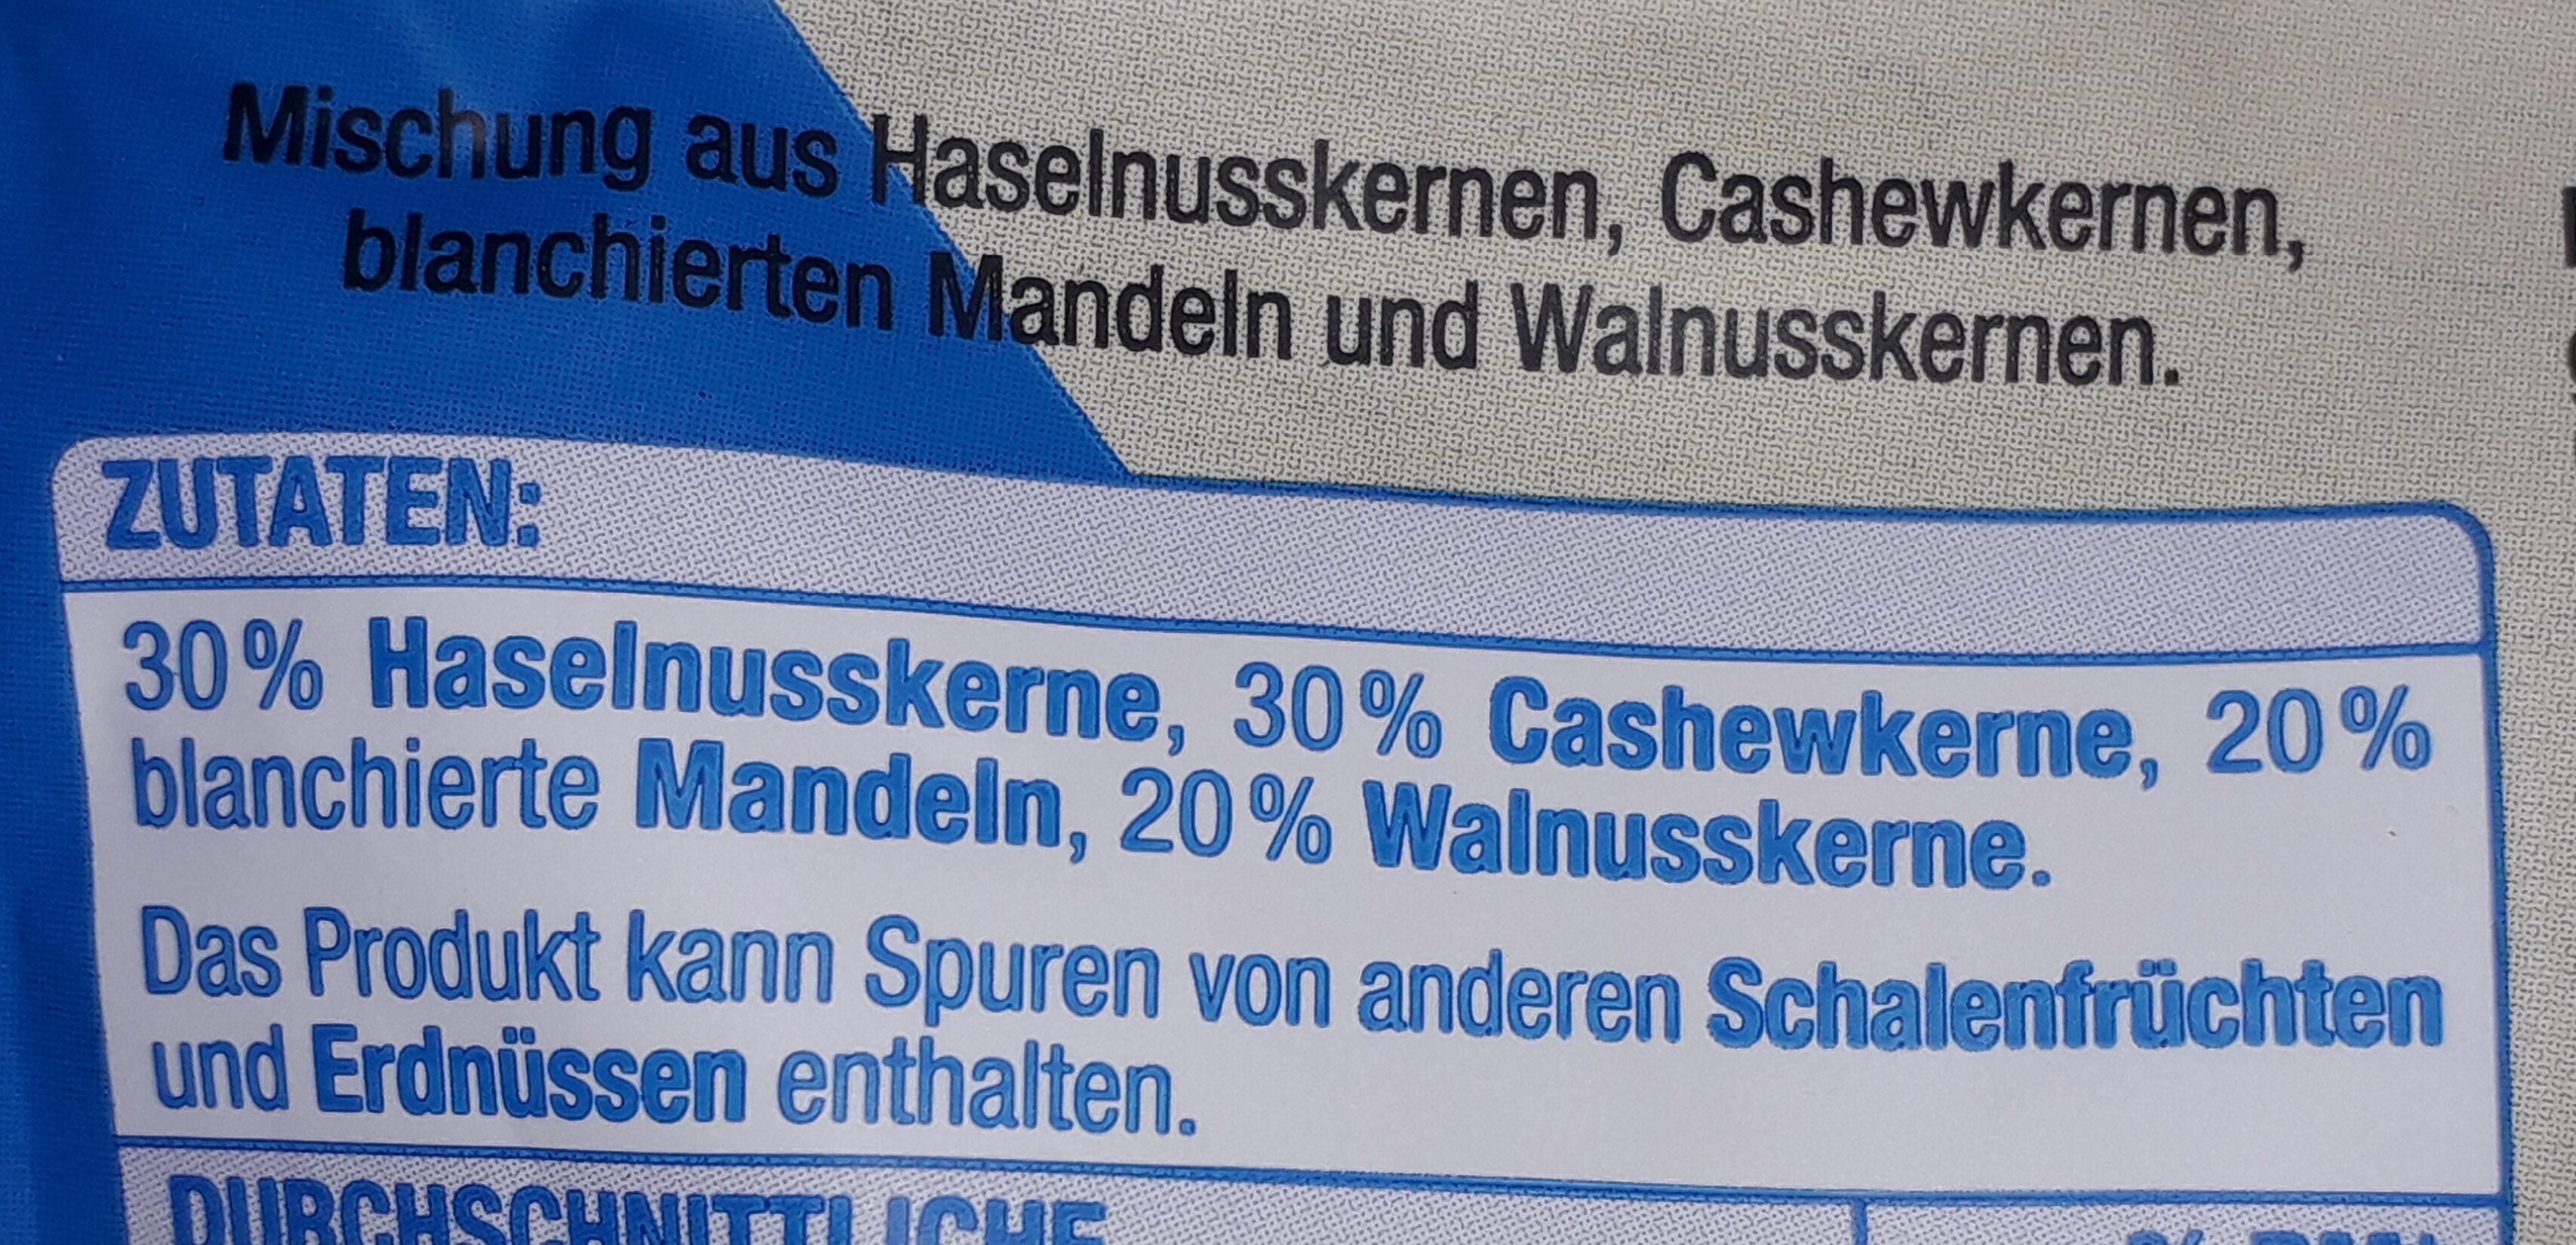 Mischung aus Haselnusskernen, Cashewkernen,
blanchierten Mandeln und Walnusskernen.
ZUTATEN:
30% Haselnusskerne, 30% Cashewkerne, 20%
blanchierte Mandeln, 20% Walnusskerne.
Das Produkt kann Spuren von anderen Schalenfrüchten
und Erdnüssen enthalten.
DURCHSCHNITTLICHE